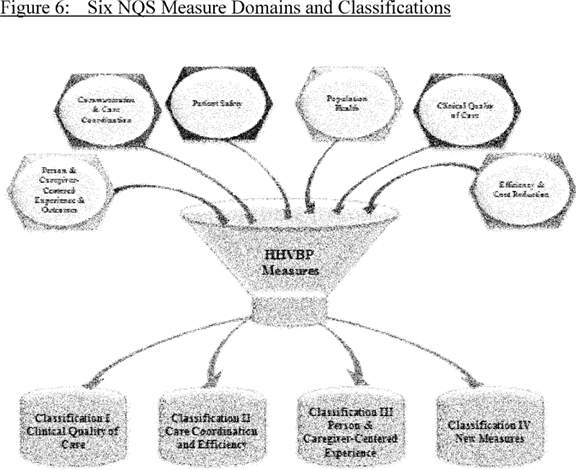 Figure 6: Six NQS Measure Domains and Classifications
Communication
& Care
Coordination
Patient Safety
Population
Health
Clinical Quality
of Care
Person &
Caregiver-
Centered
Experience &
Outcomes
Efficiency &
Cost Reduction
HHVBP
Measures
Classification I
Clinical Quality of
Care
Classification II
Care Coordination
and Efficiency
Classification III
Person &
Caregiver-Centered
Experience
Classification IV
New Measures